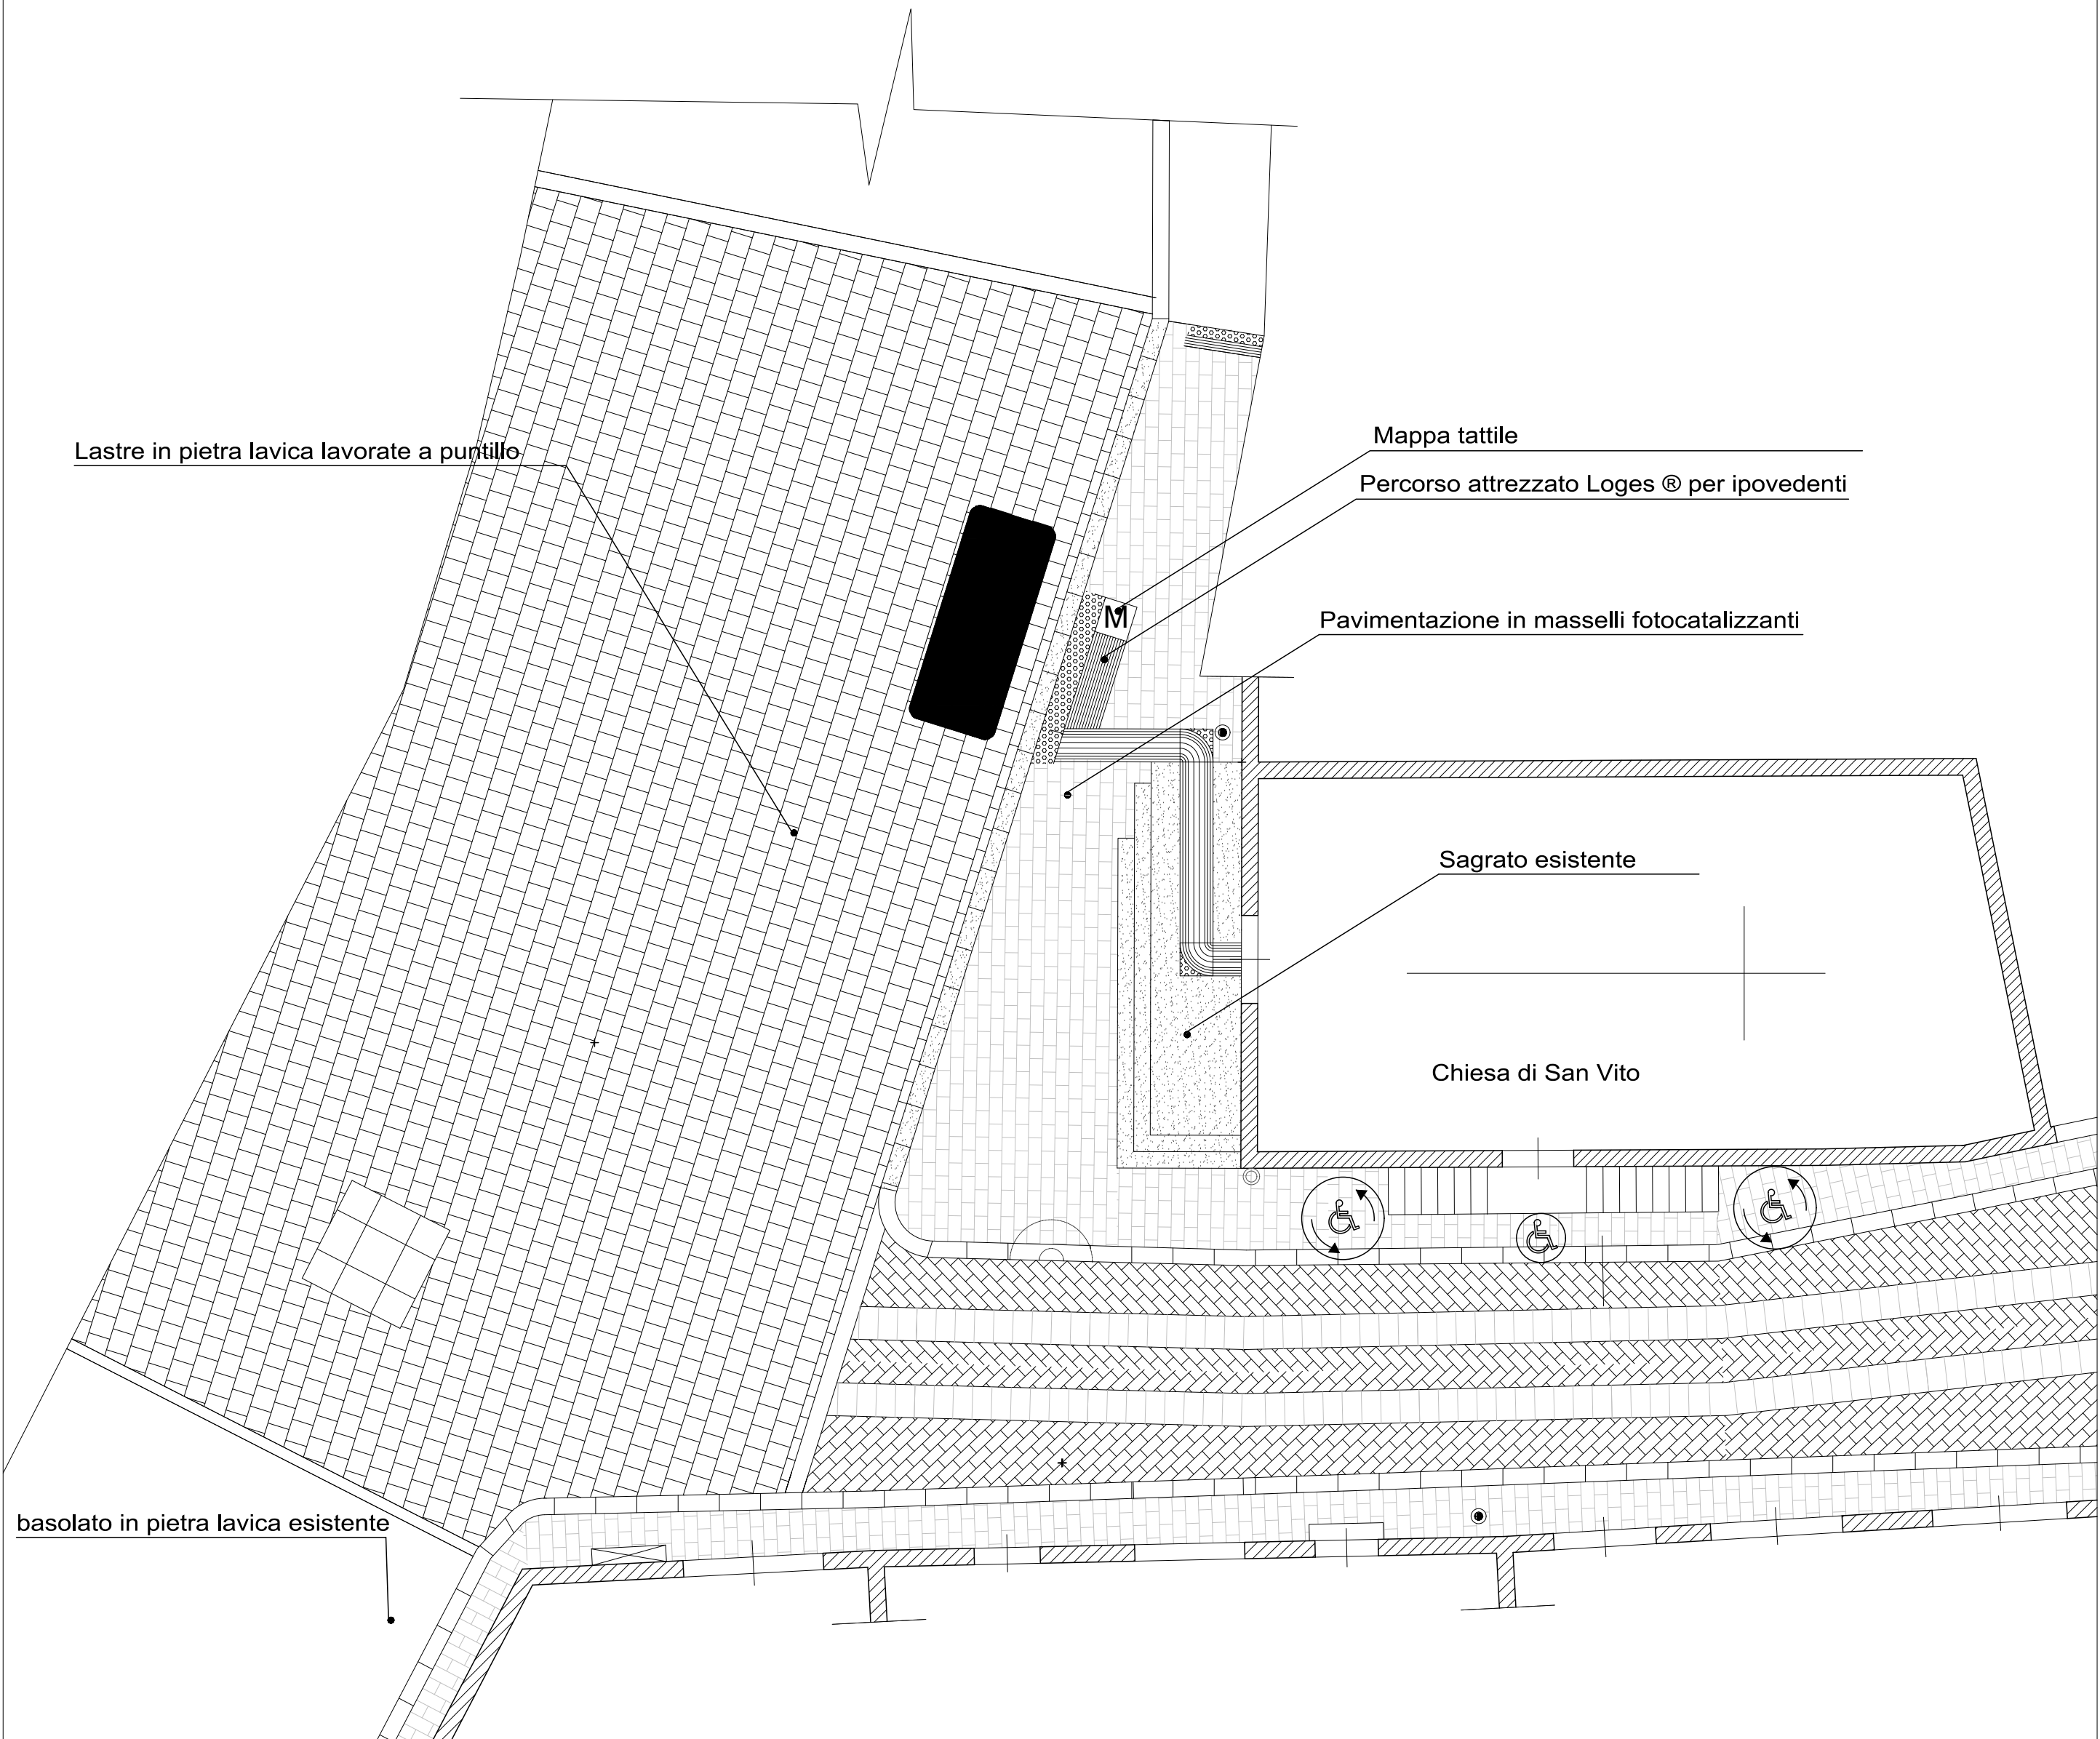 Mappa tattile
Lastre in pietra lavica lavorate a puntillo
Percorso attrezzato Loges ® per ipovedenti
M
Pavimentazione in masselli fotocatalizzanti
Sagrato esistente
Chiesa di San Vito
basolato in pietra lavica esistente